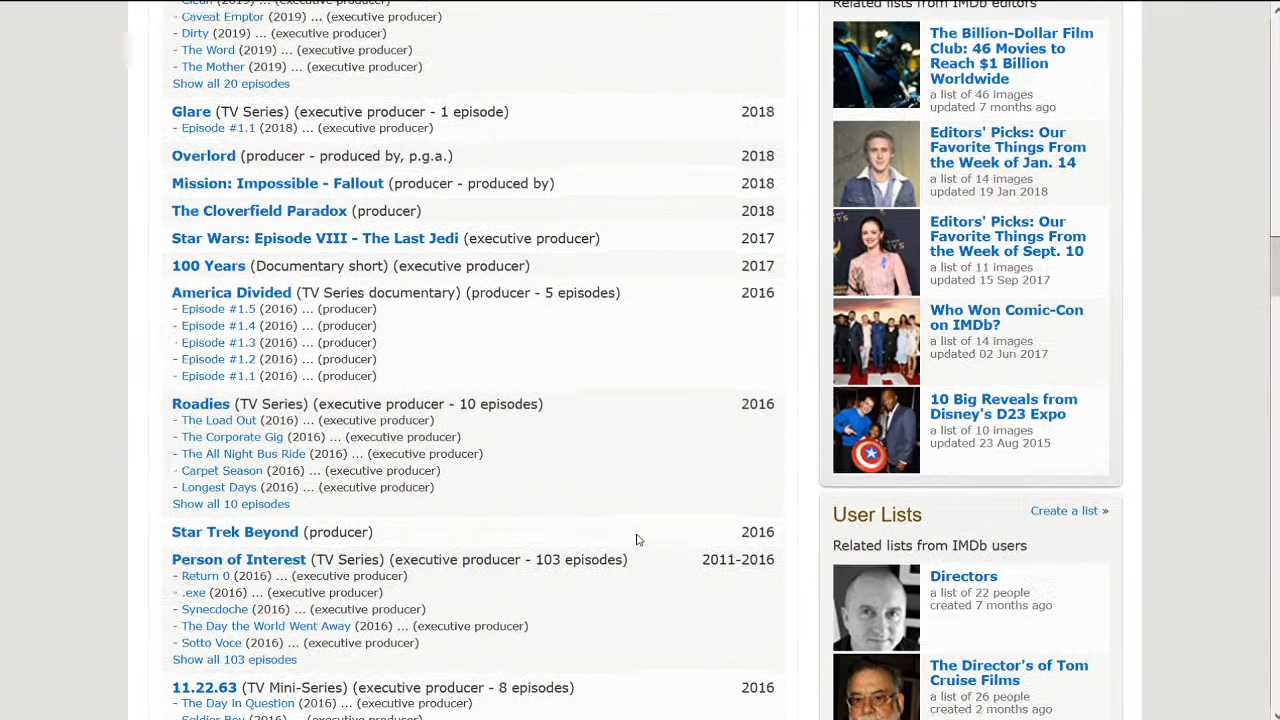 Clean (2019) ... (executive producer)
- Caveat Emptor (2019) ... (executive producer)
- Dirty (2019) ... (executive producer)
- The Word (2019) ... (executive producer)
- The Mother (2019) ... (executive producer)
Show all 20 episodes
Glare (TV Series) (executive producer - 1 episode) 2018
- Episode #1.1 (2018) ... (executive producer)
Overlord (producer - produced by, p.g.a.) 2018
Mission: Impossible - Fallout (producer - produced by) 2018
The Cloverfield Paradox (producer) 2018
Star Wars: Episode VIII - The Last Jedi (executive producer) 2017
100 Years (Documentary short) (executive producer) 2017
America Divided (TV Series documentary) (producer - 5 episodes) 2016
- Episode #1.5 (2016) ... (producer)
- Episode #1.4 (2016) ... (producer)
- Episode #1.3 (2016) ... (producer)
- Episode #1.2 (2016) ... (producer)
- Episode #1.1 (2016) ... (producer)
Roadies (TV Series) (executive producer - 10 episodes) 2016
- The Load Out (2016) ... (executive producer)
- The Corporate Gig (2016) ... (executive producer)
- The All Night Bus Ride (2016) ... (executive producer)
- Carpet Season (2016) ... (executive producer)
- Longest Days (2016) ... (executive producer)
Show all 10 episodes
Star Trek Beyond (producer) 2016
Person of Interest (TV Series) (executive producer - 103 episodes) 2011-2016
- Return 0 (2016) ... (executive producer)
- .exe (2016) ... (executive producer)
- Synecdoche (2016) ... (executive producer)
- The Day the World Went Away (2016) ... (executive producer)
- Sotto Voce (2016) ... (executive producer)
Show all 103 episodes
11.22.63 (TV Mini-Series) (executive producer - 8 episodes) 2016
- The Day in Question (2016) ... (executive producer)
- Soldier Boy (2016) ... (executive producer)
Related lists from IMDb editors
The Billion-Dollar Film
Club: 46 Movies to
Reach $1 Billion
Worldwide
a list of 46 images
updated 7 months ago
Editors' Picks: Our
Favorite Things From
the Week of Jan. 14
a list of 14 images
updated 19 Jan 2018
Editors' Picks: Our
Favorite Things From
the Week of Sept. 10
a list of 11 images
updated 15 Sep 2017
Who Won Comic-Con
on IMDb?
a list of 14 images
updated 02 Jun 2017
10 Big Reveals from
Disney's D23 Expo
a list of 10 images
updated 23 Aug 2015
User Lists
Create a list »
Related lists from IMDb users
Directors
a list of 22 people
created 7 months ago
The Director's of Tom
Cruise Films
a list of 26 people
created 2 months ago